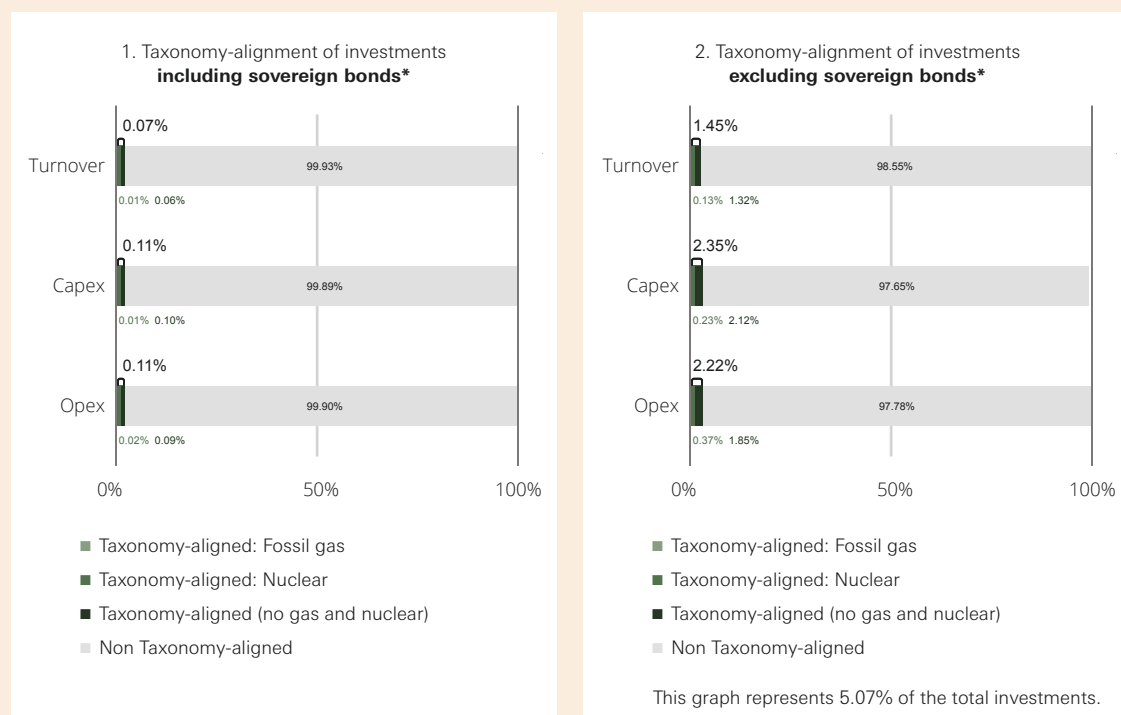 1. Taxonomy-alignment of investments
including sovereign bonds*
0.07%
Turnover
99.93%
0.01% 0.06%
0.11%
Capex
99.89%
0.01% 0.10%
0.11%
Opex
99.90%
0.02% 0.09%
0% 50% 100%
Taxonomy-aligned: Fossil gas
Taxonomy-aligned: Nuclear
Taxonomy-aligned (no gas and nuclear)
Non Taxonomy-aligned
2. Taxonomy-alignment of investments
excluding sovereign bonds*
1.45%
Turnover
98.55%
0.13% 1.32%
2.35%
Capex
97.65%
0.23% 2.12%
2.22%
Opex
97.78%
0.37% 1.85%
0% 50% 100%
Taxonomy-aligned: Fossil gas
Taxonomy-aligned: Nuclear
Taxonomy-aligned (no gas and nuclear)
Non Taxonomy-aligned
This graph represents 5.07% of the total investments.